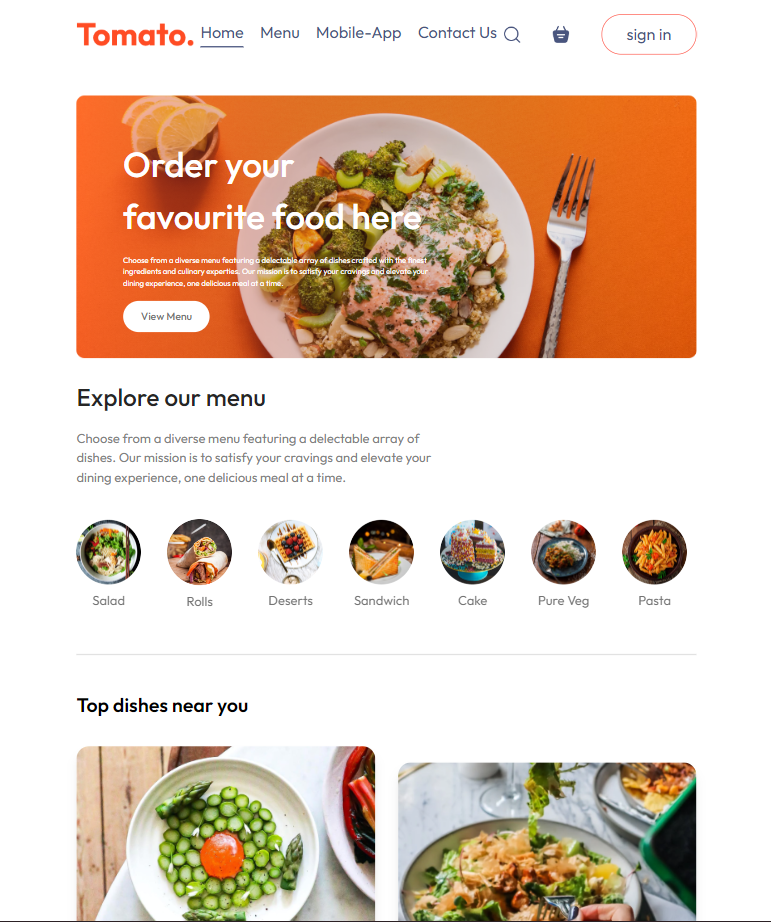 Tomato. Home Menu Mobile-App Contact Us sign in
Order your
favourite food here
Choose from a diverse menu featuring a delectable array of dishes crafted with the finest
ingredients and culinary experties. Our mission is to satisfy your cravings and elevate your
dining experience, one delicious meal at a time.
View Menu
Explore our menu
Choose from a diverse menu featuring a delectable array of
dishes. Our mission is to satisfy your cravings and elevate your
dining experience, one delicious meal at a time.
Salad Rolls Deserts Sandwich Cake Pure Veg Pasta
Top dishes near you